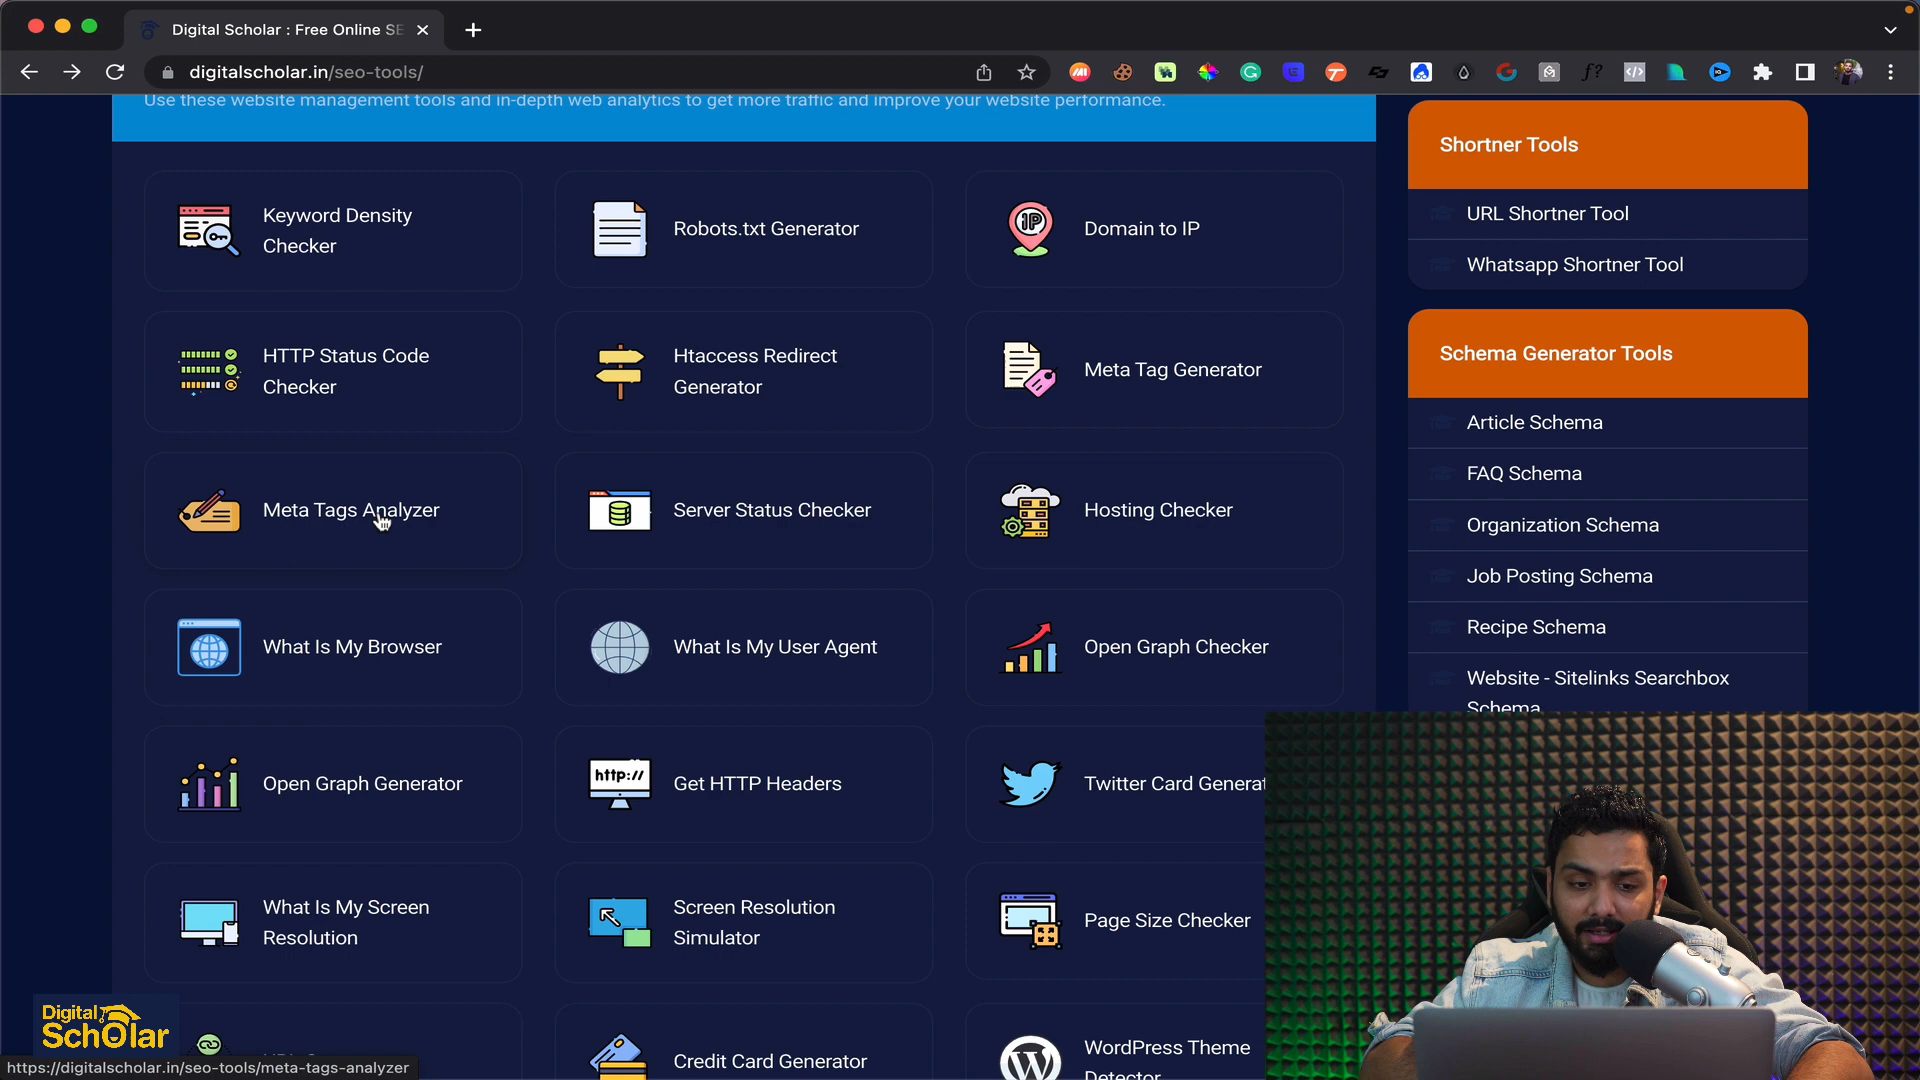 Digital Scholar : Free Online SE
digitalscholar.in/seo-tools/
Use these website management tools and in-depth web analytics to get more traffic and improve your website performance.
Keyword Density
Checker
Robots.txt Generator
Domain to IP
HTTP Status Code
Checker
Htaccess Redirect
Generator
Meta Tag Generator
Meta Tags Analyzer
Server Status Checker
Hosting Checker
What Is My Browser
What Is My User Agent
Open Graph Checker
Open Graph Generator
http://
Get HTTP Headers
Twitter Card Generat
What Is My Screen
Resolution
Screen Resolution
Simulator
Page Size Checker
Credit Card Generator
WordPress Theme
Detector
Shortner Tools
URL Shortner Tool
Whatsapp Shortner Tool
Schema Generator Tools
Article Schema
FAQ Schema
Organization Schema
Job Posting Schema
Recipe Schema
Website - Sitelinks Searchbox
Schema
Digital
Scholar
https://digitalscholar.in/seo-tools/meta-tags-analyzer